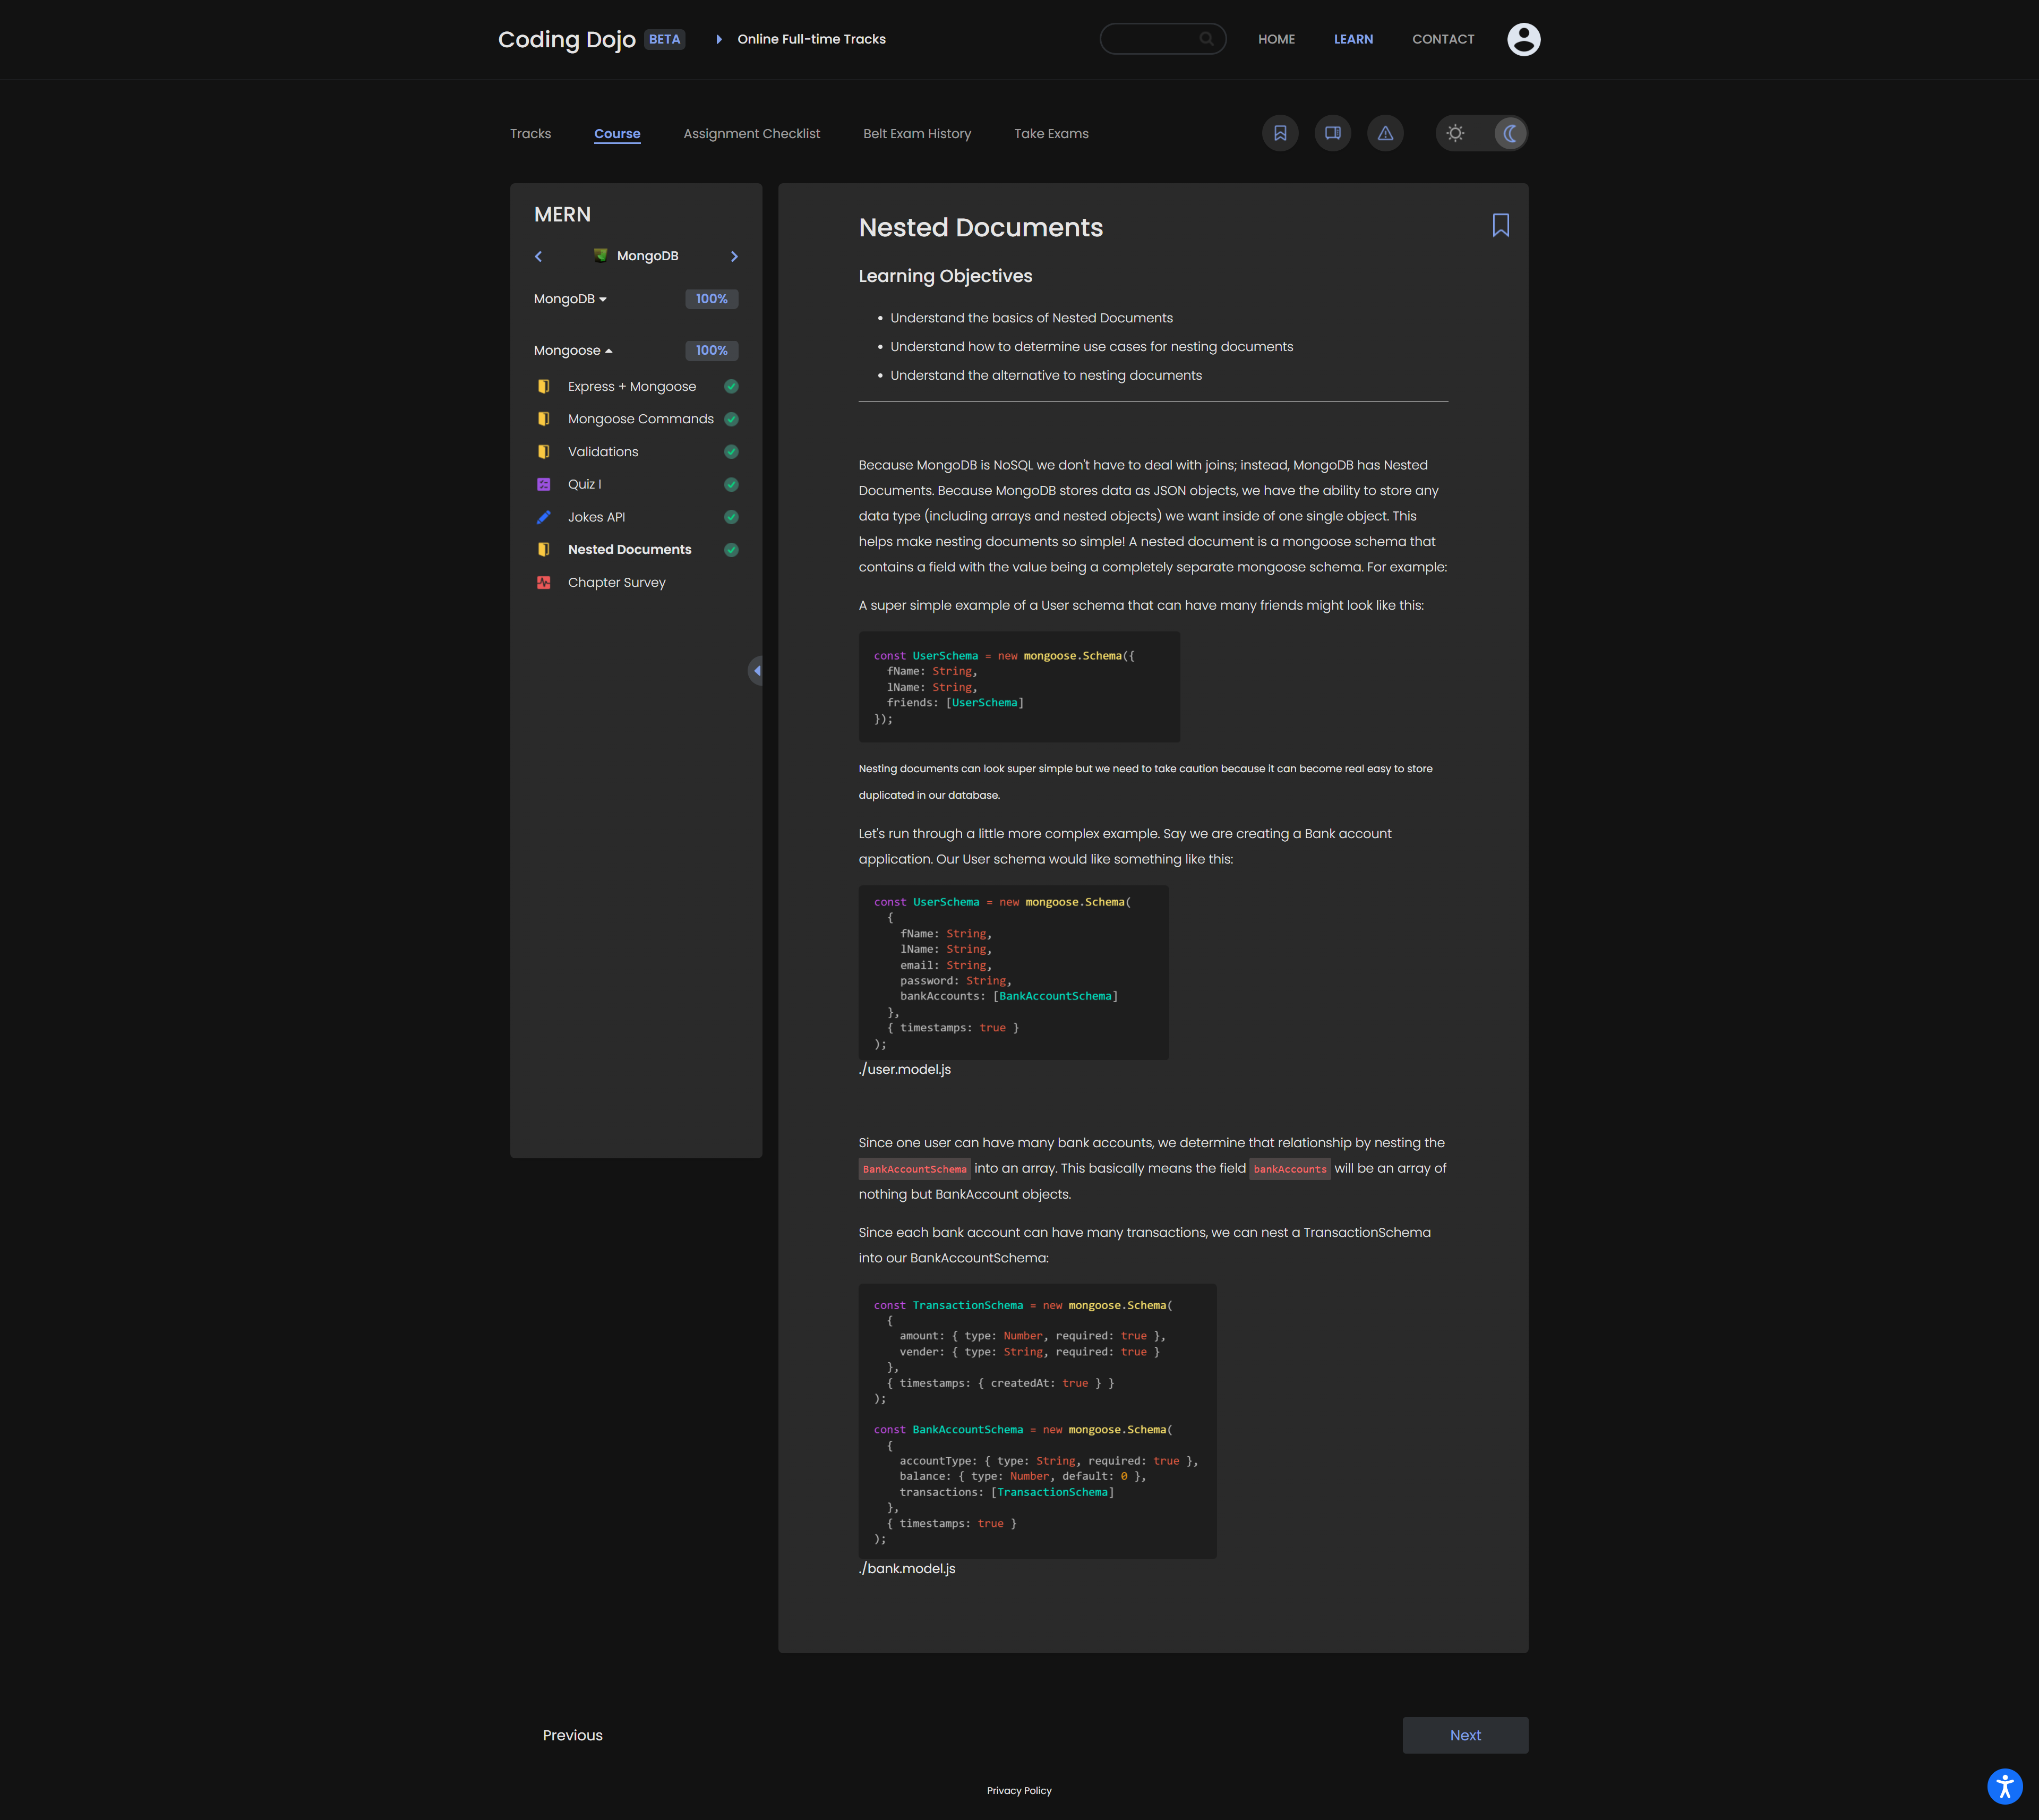 Coding Dojo BETA Online Full-time Tracks HOME LEARN CONTACT
Tracks Course Assignment Checklist Belt Exam History Take Exams
MERN
MongoDB
MongoDB 100%
Mongoose 100%
Express + Mongoose
Mongoose Commands
Validations
Quiz I
Jokes API
Nested Documents
Chapter Survey
Nested Documents
Learning Objectives
• Understand the basics of Nested Documents
• Understand how to determine use cases for nesting documents
• Understand the alternative to nesting documents
Because MongoDB is NoSQL we don't have to deal with joins; instead, MongoDB has Nested
Documents. Because MongoDB stores data as JSON objects, we have the ability to store any
data type (including arrays and nested objects) we want inside of one single object. This
helps make nesting documents so simple! A nested document is a mongoose schema that
contains a field with the value being a completely separate mongoose schema. For example:
A super simple example of a User schema that can have many friends might look like this:
const UserSchema = new mongoose.Schema({
  fName: String,
  lName: String,
  friends: [UserSchema]
});
Nesting documents can look super simple but we need to take caution because it can become real easy to store
duplicated in our database.
Let's run through a little more complex example. Say we are creating a Bank account
application. Our User schema would like something like this:
const UserSchema = new mongoose.Schema(
  {
    fName: String,
    lName: String,
    email: String,
    password: String,
    bankAccounts: [BankAccountSchema]
  },
  { timestamps: true }
);
./user.model.js
Since one user can have many bank accounts, we determine that relationship by nesting the
BankAccountSchema into an array. This basically means the field bankAccounts will be an array of
nothing but BankAccount objects.
Since each bank account can have many transactions, we can nest a TransactionSchema
into our BankAccountSchema:
const TransactionSchema = new mongoose.Schema(
  {
    amount: { type: Number, required: true },
    vender: { type: String, required: true }
  },
  { timestamps: { createdAt: true } }
);
const BankAccountSchema = new mongoose.Schema(
  {
    accountType: { type: String, required: true },
    balance: { type: Number, default: 0 },
    transactions: [TransactionSchema]
  },
  { timestamps: true }
);
./bank.model.js
Previous Next
Privacy Policy